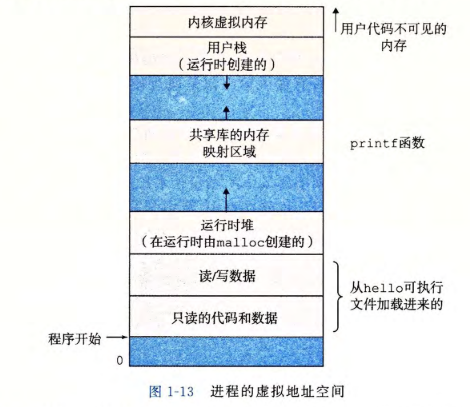 内核虚拟内存
用户代码不可见的
内存
用户栈
（运行时创建的）
共享库的内存
映射区域
printf函数
运行时堆
（在运行时由malloc创建的）
读/写数据
从hello可执行
文件加载进来的
只读的代码和数据
程序开始
0
图 1-13 进程的虚拟地址空间